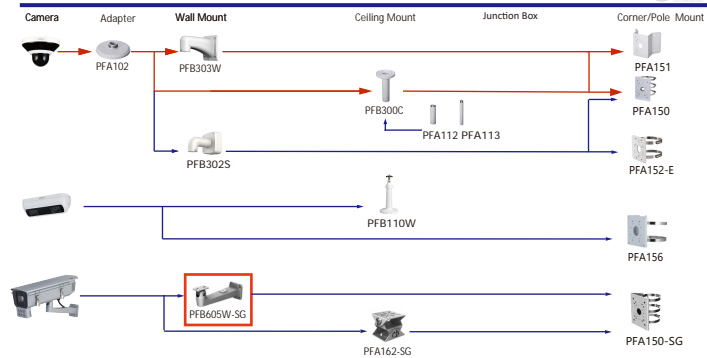 Camera Adapter Wall Mount Ceiling Mount Junction Box Corner/Pole Mount
PFA102
PFB303W
PFA151
PFB300C
PFA150
PFA112 PFA113
PFB302S
PFA152-E
PFB110W
PFA156
PFB605W-SG
PFA150-SG
PFA162-SG